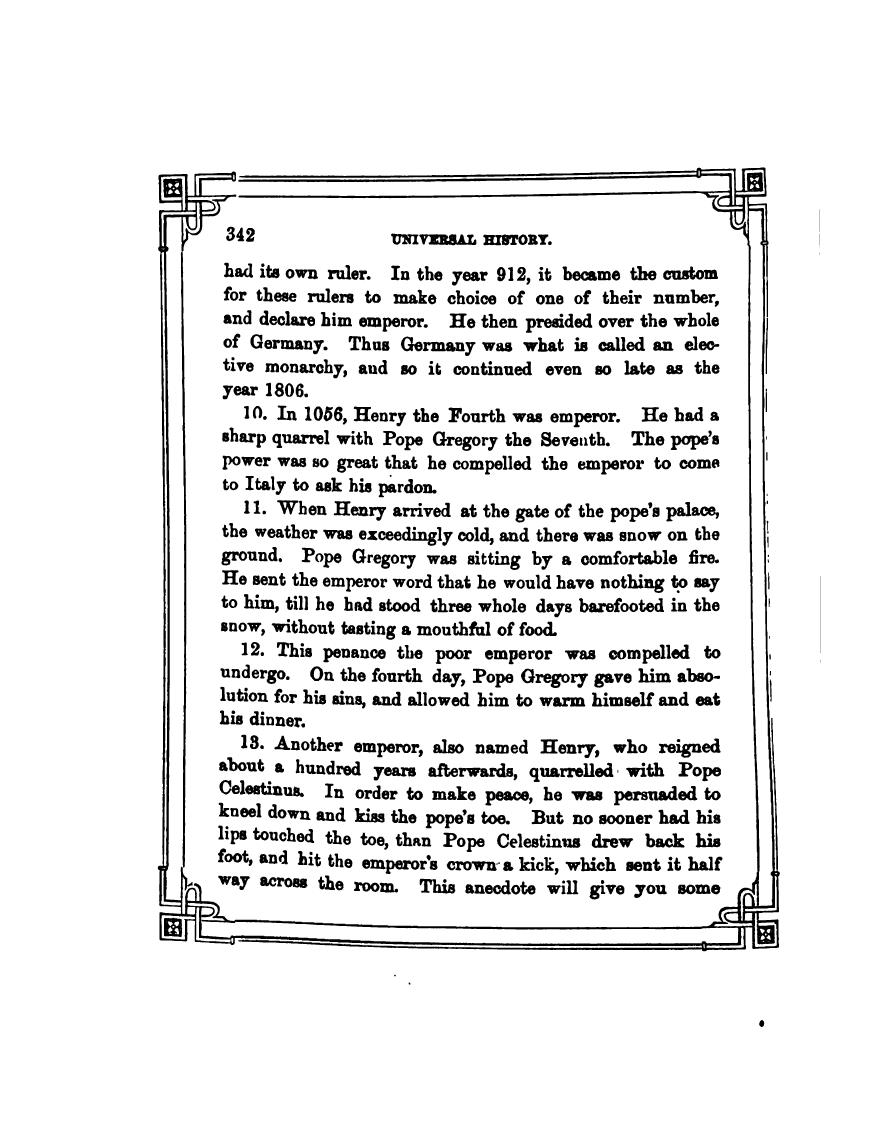 342 UNIVERSAL HISTORY.
had its own ruler. In the year 912, it became the custom
for these rulers to make choice of one of their number,
and declare him emperor. He then presided over the whole
of Germany. Thus Germany was what is called an elec-
tive monarchy, aud so it continued even so late as the
year 1806.
10. In 1056, Henry the Fourth was emperor. He had a
sharp quarrel with Pope Gregory the Seventh. The pope's
power was so great that he compelled the emperor to come
to Italy to ask his pardon.
11. When Henry arrived at the gate of the pope's palace,
the weather was exceedingly cold, and there was snow on the
ground. Pope Gregory was sitting by a comfortable fire.
He sent the emperor word that he would have nothing to say
to him, till he had stood three whole days barefooted in the
snow, without tasting a mouthful of food.
12. This penance the poor emperor was compelled to
undergo. On the fourth day, Pope Gregory gave him abso-
lution for his sins, and allowed him to warm himself and eat
his dinner.
13. Another emperor, also named Henry, who reigned
about a hundred years afterwards, quarrelled with Pope
Celestinus. In order to make peace, he was persuaded to
kneel down and kiss the pope's toe. But no sooner had his
lips touched the toe, than Pope Celestinus drew back his
foot, and hit the emperor's crown a kick, which sent it half
way across the room. This anecdote will give you some